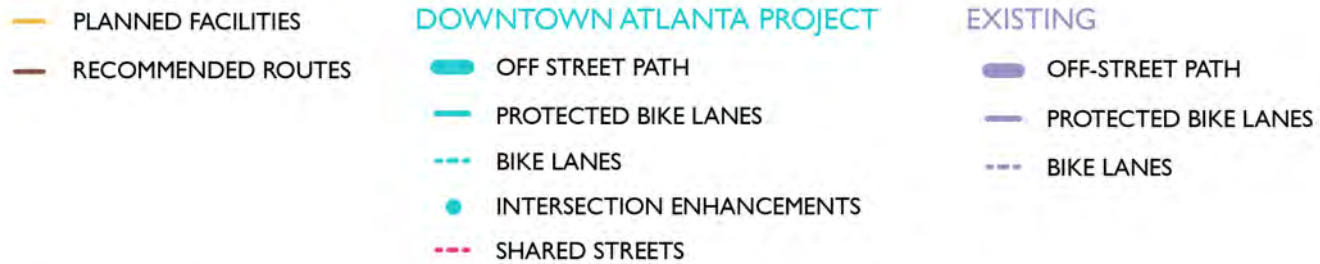 PLANNED FACILITIES
RECOMMENDED ROUTES
DOWNTOWN ATLANTA PROJECT
OFF STREET PATH
PROTECTED BIKE LANES
BIKE LANES
INTERSECTION ENHANCEMENTS
SHARED STREETS
EXISTING
OFF-STREET PATH
PROTECTED BIKE LANES
BIKE LANES